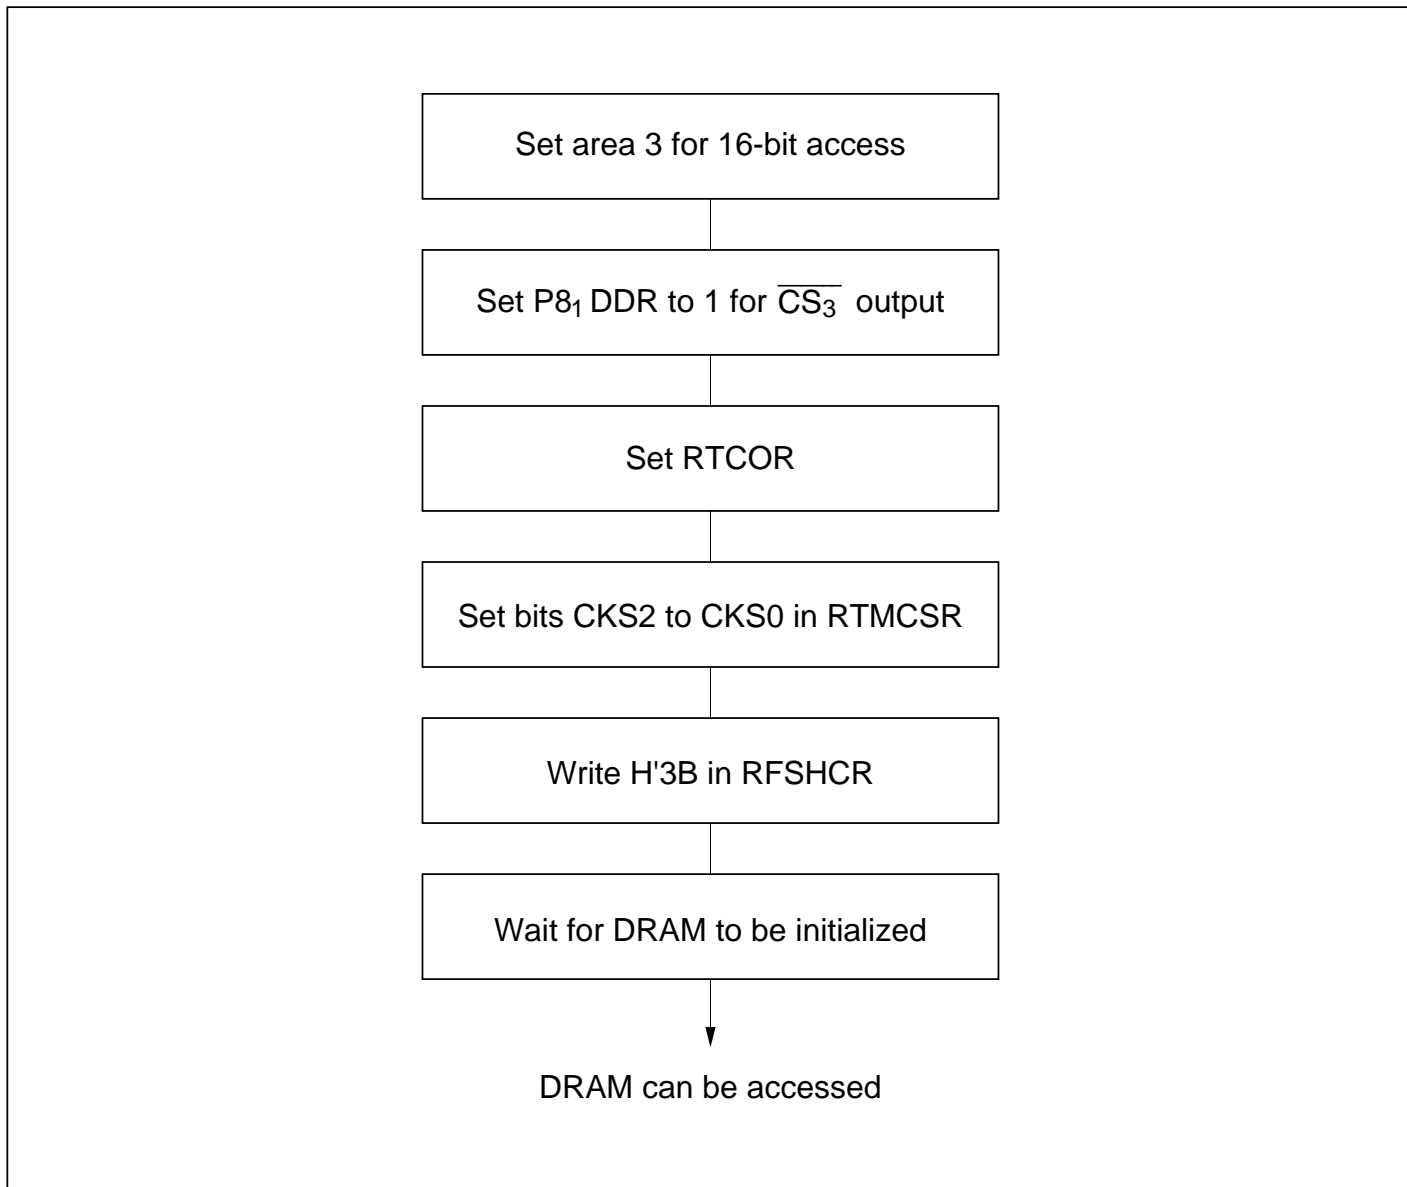 Set area 3 for 16-bit access
Set P8₁ DDR to 1 for C̅S̅₃̅ output
Set RTCOR
Set bits CKS2 to CKS0 in RTMCSR
Write H'3B in RFSHCR
Wait for DRAM to be initialized
DRAM can be accessed